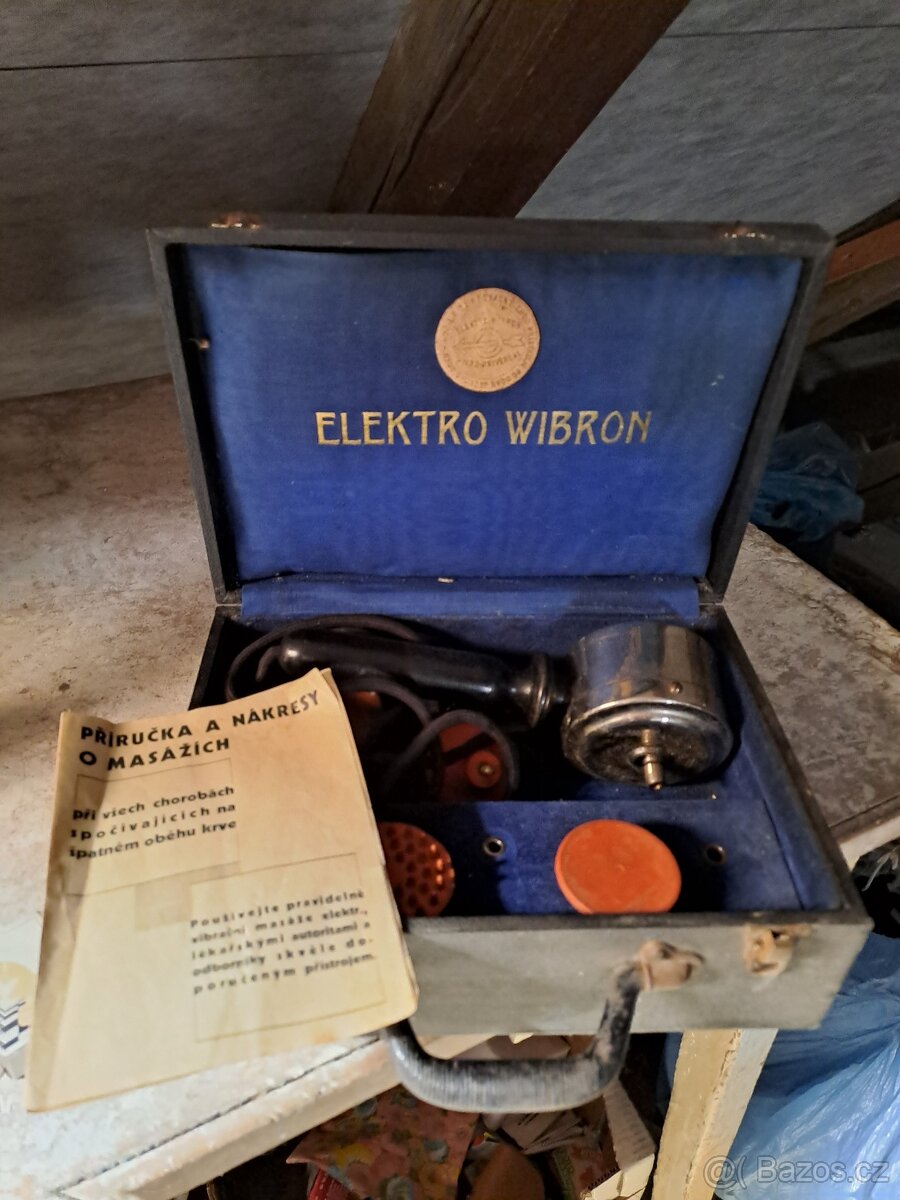 ELEKTRO WIBRON
PŘÍRUČKA A NÁKRESY
O MASÁŽÍCH
při všech chorobách
spočívajících na
špatném oběhu krve
Používejte pravidelně
vibrační masáže elektr.,
lékařskými autoritami a
odborníky skvěle do-
poručeným přístrojem.
@( Bazos.cz